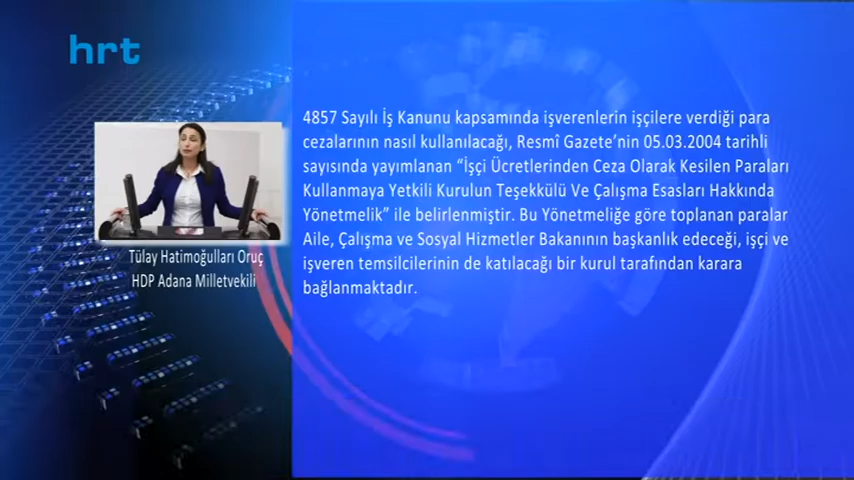 hrt
4857 Sayılı İş Kanunu kapsamında işverenlerin işçilere verdiği para
cezalarının nasıl kullanılacağı, Resmî Gazete'nin 05.03.2004 tarihli
sayısında yayımlanan “İşçi Ücretlerinden Ceza Olarak Kesilen Paraları
Kullanmaya Yetkili Kurulun Teşekkülü Ve Çalışma Esasları Hakkında
Yönetmelik” ile belirlenmiştir. Bu Yönetmeliğe göre toplanan paralar
Aile, Çalışma ve Sosyal Hizmetler Bakanının başkanlık edeceği, işçi ve
işveren temsilcilerinin de katılacağı bir kurul tarafından karara
bağlanmaktadır.
Tülay Hatimoğulları Oruç
HDP Adana Milletvekili